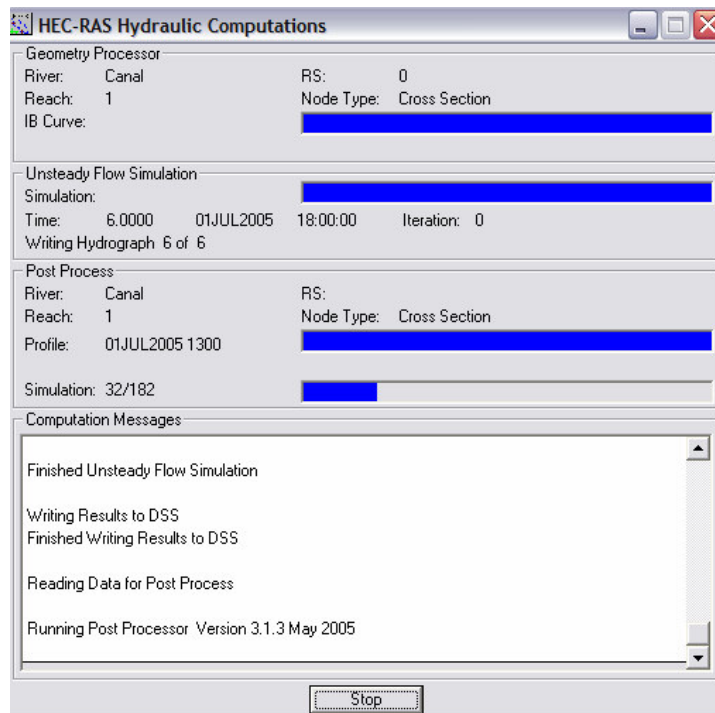 HEC-RAS Hydraulic Computations
Geometry Processor
River: Canal RS: 0
Reach: 1 Node Type: Cross Section
IB Curve:
Unsteady Flow Simulation
Simulation:
Time: 6.0000 01JUL2005 18:00:00 Iteration: 0
Writing Hydrograph 6 of 6
Post Process
River: Canal RS:
Reach: 1 Node Type: Cross Section
Profile: 01JUL2005 1300
Simulation: 32/182
Computation Messages
Finished Unsteady Flow Simulation
Writing Results to DSS
Finished Writing Results to DSS
Reading Data for Post Process
Running Post Processor Version 3.1.3 May 2005
Stop